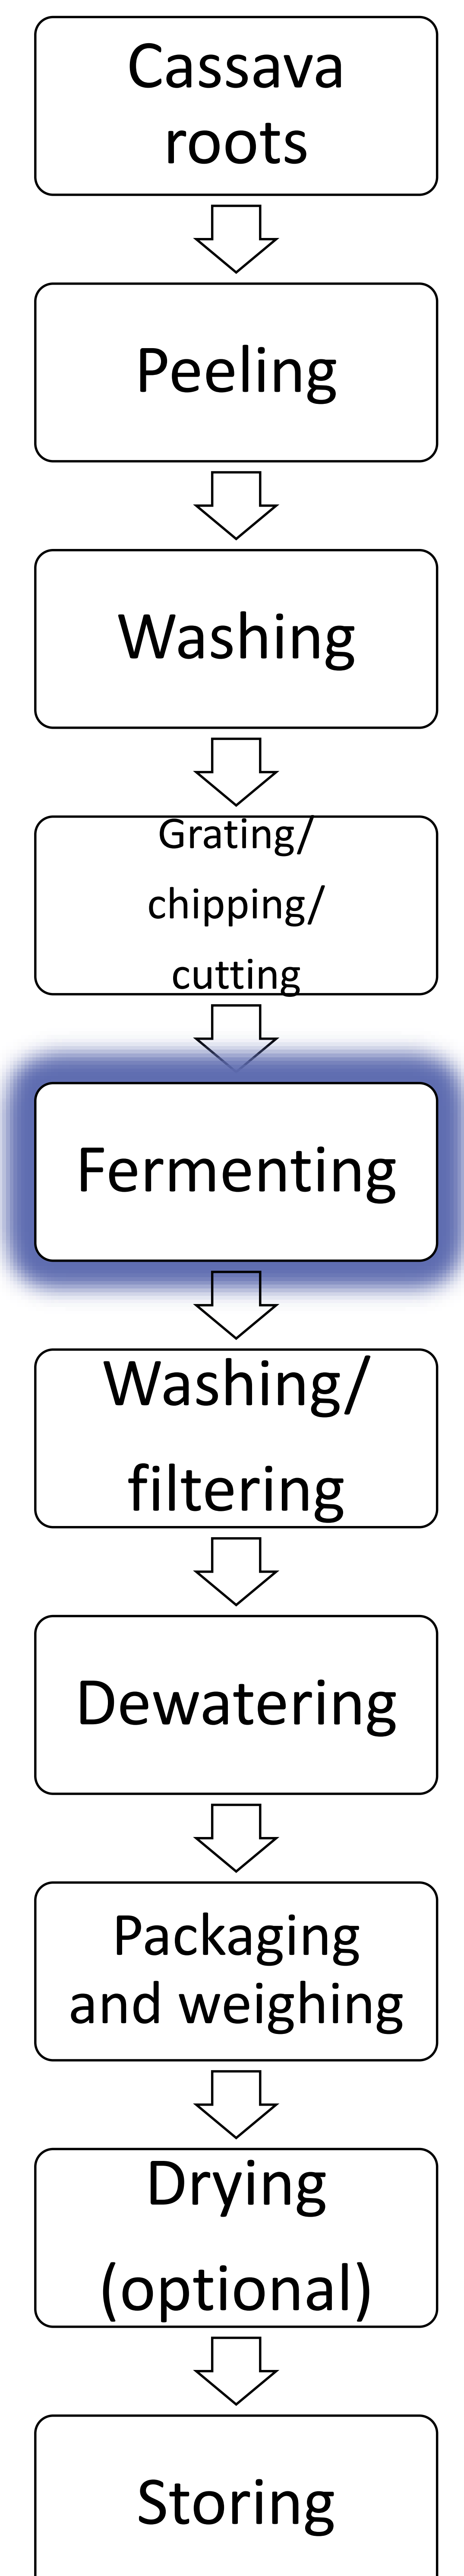 Cassava
roots
Peeling
Washing
Grating/
chipping/
cutting
Fermenting
Washing/
filtering
Dewatering
Packaging
and weighing
Drying
(optional)
Storing